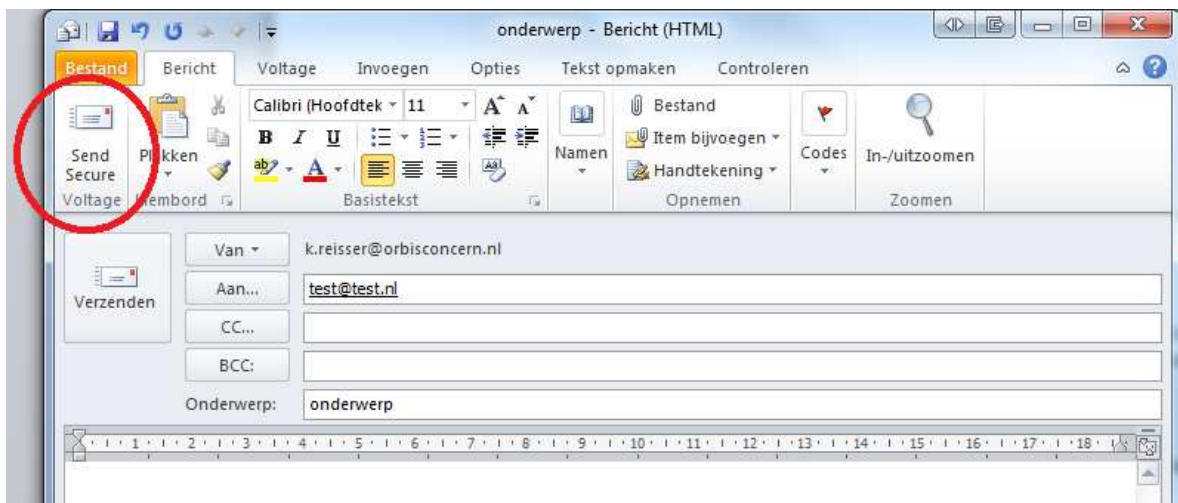 onderwerp - Bericht (HTML)
Bestand Bericht Voltage Invoegen Opties Tekst opmaken Controleren
Send Secure
Voltage
Plakken
Klembord
Calibri (Hoofdtek 11
B I U
Basistekst
Namen
Bestand
Item bijvoegen
Handtekening
Opnemen
Codes
In-/uitzoomen
Zoomen
Verzenden
Van k.reisser@orbisconcern.nl
Aan... test@test.nl
CC...
BCC:
Onderwerp: onderwerp
1 2 3 4 5 6 7 8 9 10 11 12 13 14 15 16 17 18